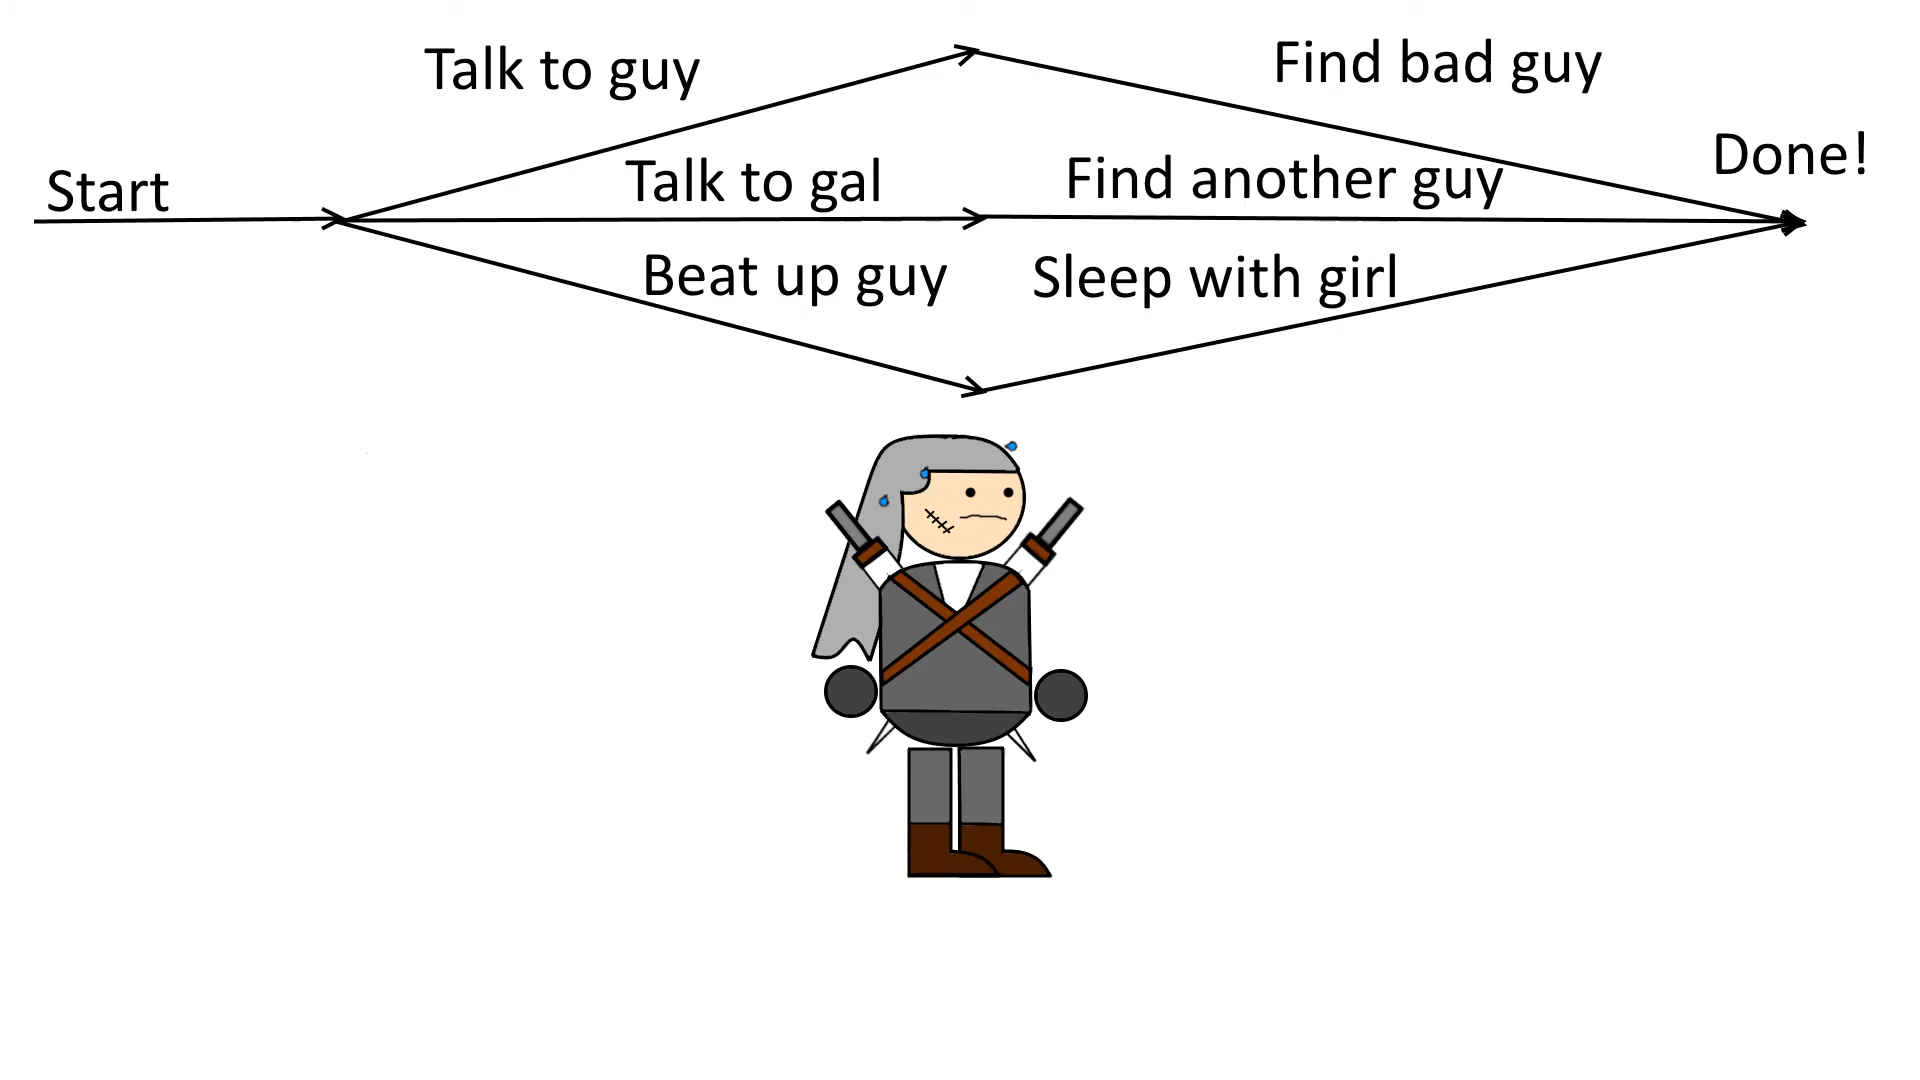 Talk to guy
Find bad guy
Start
Talk to gal
Find another guy
Done!
Beat up guy
Sleep with girl